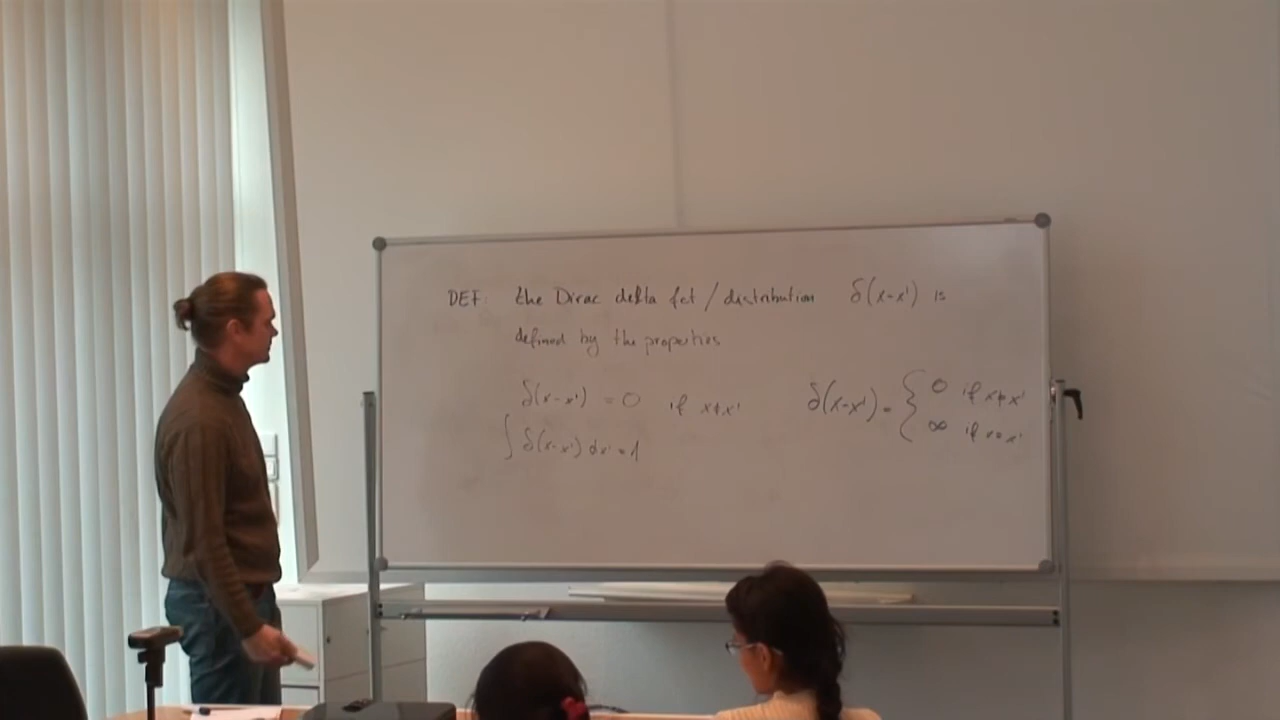 DEF: the Dirac delta fct / distribution δ(x-x') is
defined by the properties
δ(x-x') = 0 if x≠x'
∫ δ(x-x') dx' = 1
δ(x-x') = { 0 if x≠x'
∞ if x=x'